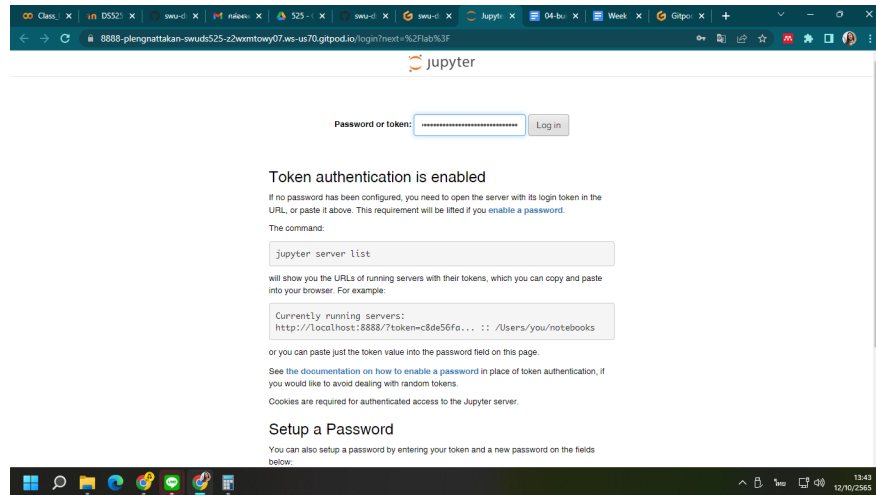 Class_
DS525
swu-d
525 - (
swu-d
swu-d
Jupyte
04-bui
Week
Gitpo
8888-plengnattakan-swuds525-z2wxmtowy07.ws-us70.gitpod.io/login?next=%2Flab%3F
jupyter
Password or token:
Log in
Token authentication is enabled
If no password has been configured, you need to open the server with its login token in the
URL, or paste it above. This requirement will be lifted if you enable a password.
The command:
jupyter server list
will show you the URLs of running servers with their tokens, which you can copy and paste
into your browser. For example:
Currently running servers:
http://localhost:8888/?token=c8de56fa... :: /Users/you/notebooks
or you can paste just the token value into the password field on this page.
See the documentation on how to enable a password in place of token authentication, if
you would like to avoid dealing with random tokens.
Cookies are required for authenticated access to the Jupyter server.
Setup a Password
You can also setup a password by entering your token and a new password on the fields
below:
13:43
12/10/2565